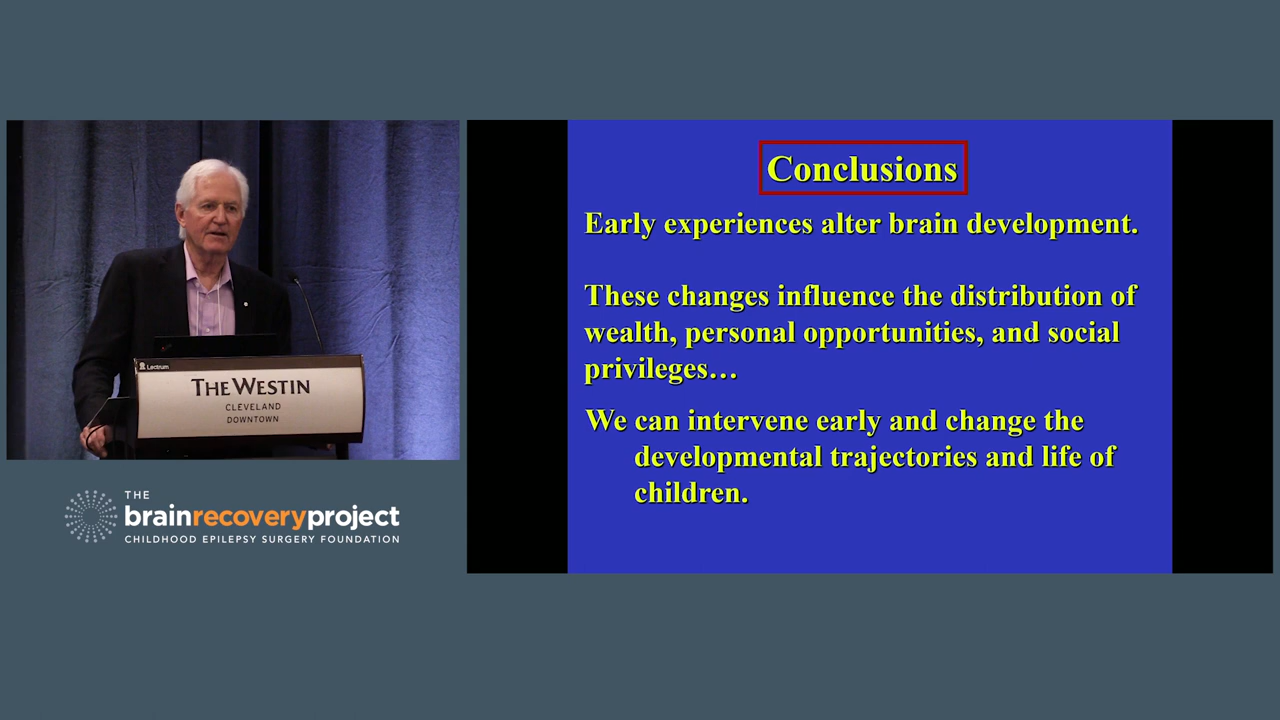 Lectrum
THE WESTIN
CLEVELAND
DOWNTOWN
THE
brainrecoveryproject
CHILDHOOD EPILEPSY SURGERY FOUNDATION
Conclusions
Early experiences alter brain development.
These changes influence the distribution of
wealth, personal opportunities, and social
privileges…
We can intervene early and change the
developmental trajectories and life of
children.